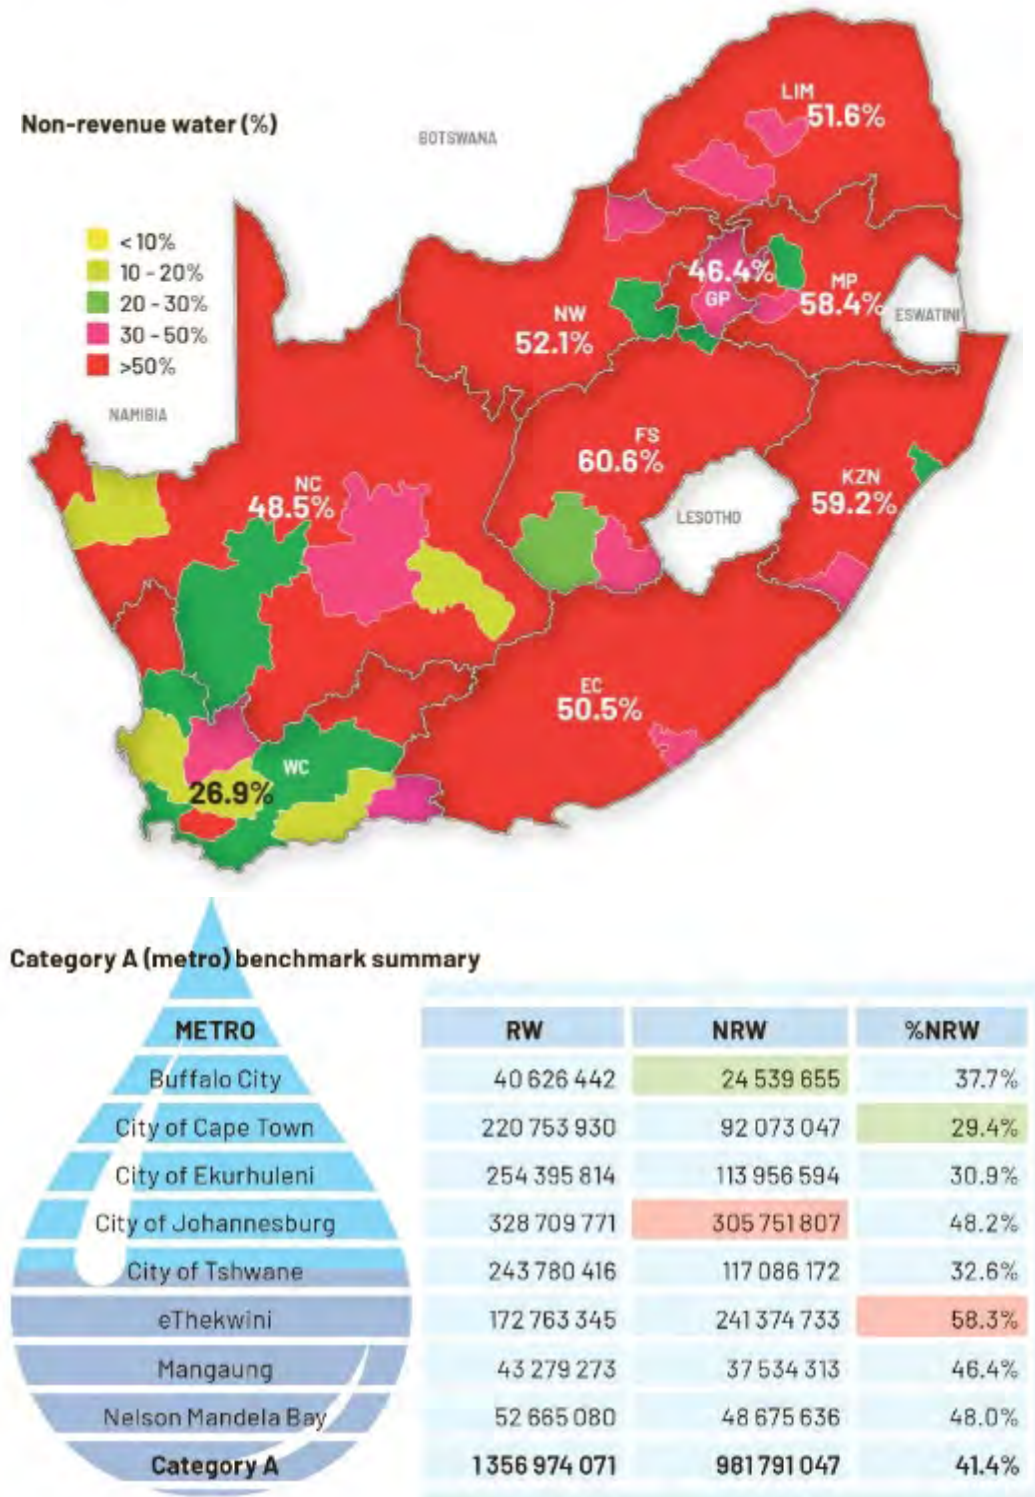 LIM
51.6%
Non-revenue water (%)
BOTSWANA
< 10%
10 - 20%
20 - 30%
30 - 50%
>50%
46.4%
GP
MP
58.4%
ESWATINI
NW
52.1%
NAMIBIA
FS
60.6%
NC
48.5%
KZN
59.2%
LESOTHO
EC
50.5%
WC
26.9%
Category A (metro) benchmark summary
METRO RW NRW %NRW
Buffalo City 40 626 442 24 539 655 37.7%
City of Cape Town 220 753 930 92 073 047 29.4%
City of Ekurhuleni 254 395 814 113 956 594 30.9%
City of Johannesburg 328 709 771 305 751 807 48.2%
City of Tshwane 243 780 416 117 086 172 32.6%
eThekwini 172 763 345 241 374 733 58.3%
Mangaung 43 279 273 37 534 313 46.4%
Nelson Mandela Bay 52 665 080 48 675 636 48.0%
Category A 1 356 974 071 981 791 047 41.4%